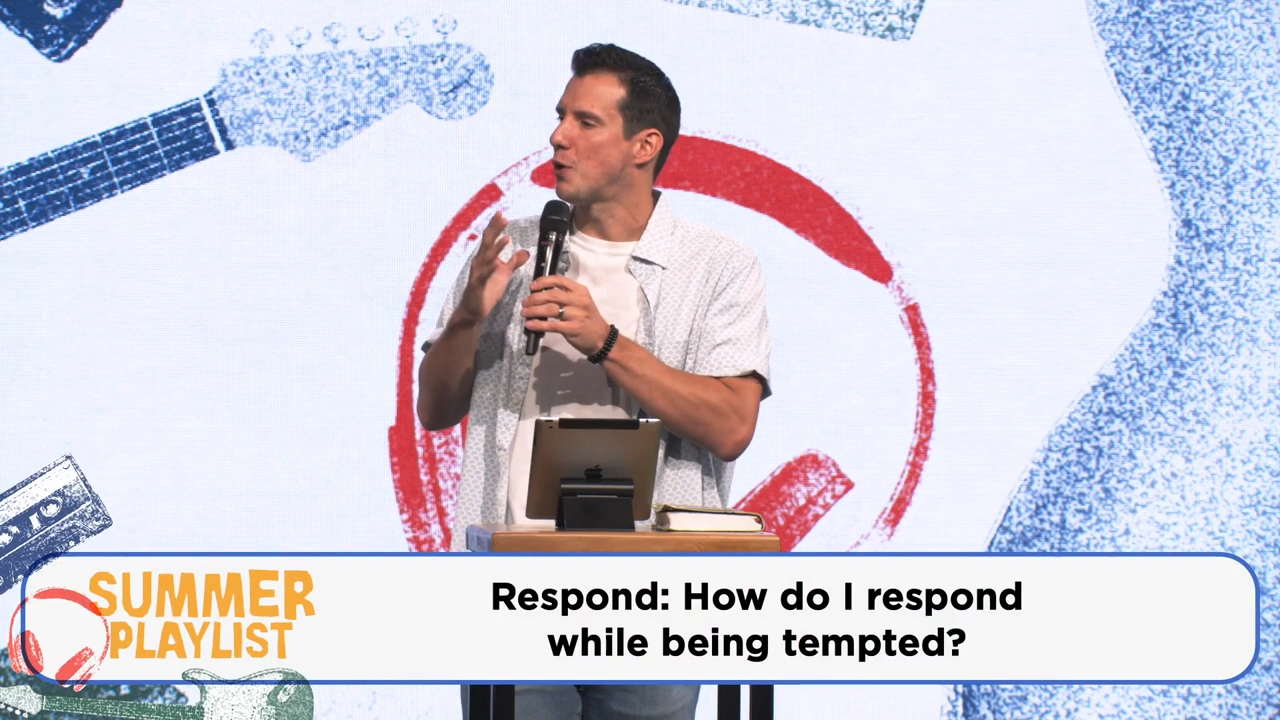 SUMMER
PLAYLIST
Respond: How do I respond
while being tempted?